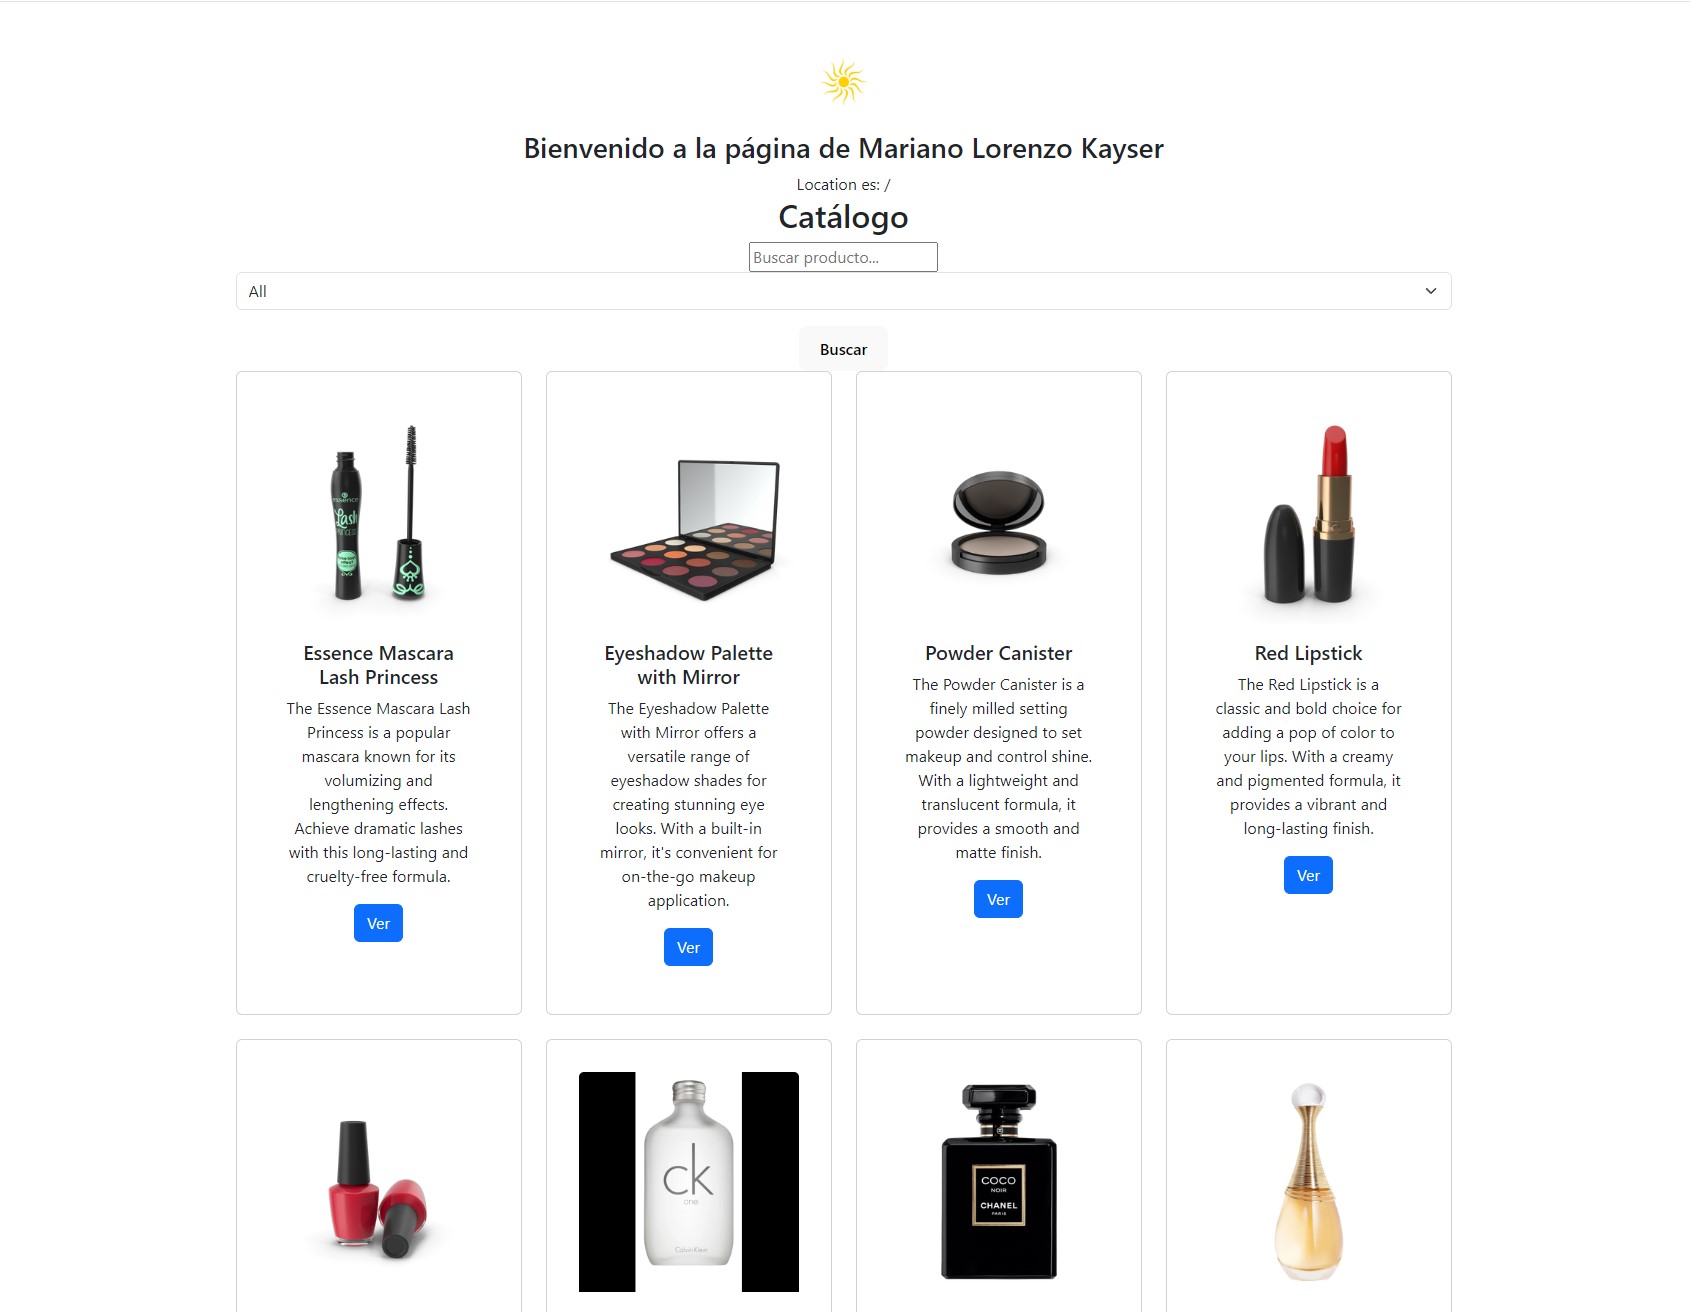 Bienvenido a la página de Mariano Lorenzo Kayser
Location es: /
Catálogo
Buscar producto...
All
Buscar
essence
Lash
PRINCESS
Essence Mascara
Lash Princess
The Essence Mascara Lash
Princess is a popular
mascara known for its
volumizing and
lengthening effects.
Achieve dramatic lashes
with this long-lasting and
cruelty-free formula.
Ver
Eyeshadow Palette
with Mirror
The Eyeshadow Palette
with Mirror offers a
versatile range of
eyeshadow shades for
creating stunning eye
looks. With a built-in
mirror, it's convenient for
on-the-go makeup
application.
Ver
Powder Canister
The Powder Canister is a
finely milled setting
powder designed to set
makeup and control shine.
With a lightweight and
translucent formula, it
provides a smooth and
matte finish.
Ver
Red Lipstick
The Red Lipstick is a
classic and bold choice for
adding a pop of color to
your lips. With a creamy
and pigmented formula, it
provides a vibrant and
long-lasting finish.
Ver
ck
one
Calvin Klein
COCO
NOIR
CHANEL
PARIS